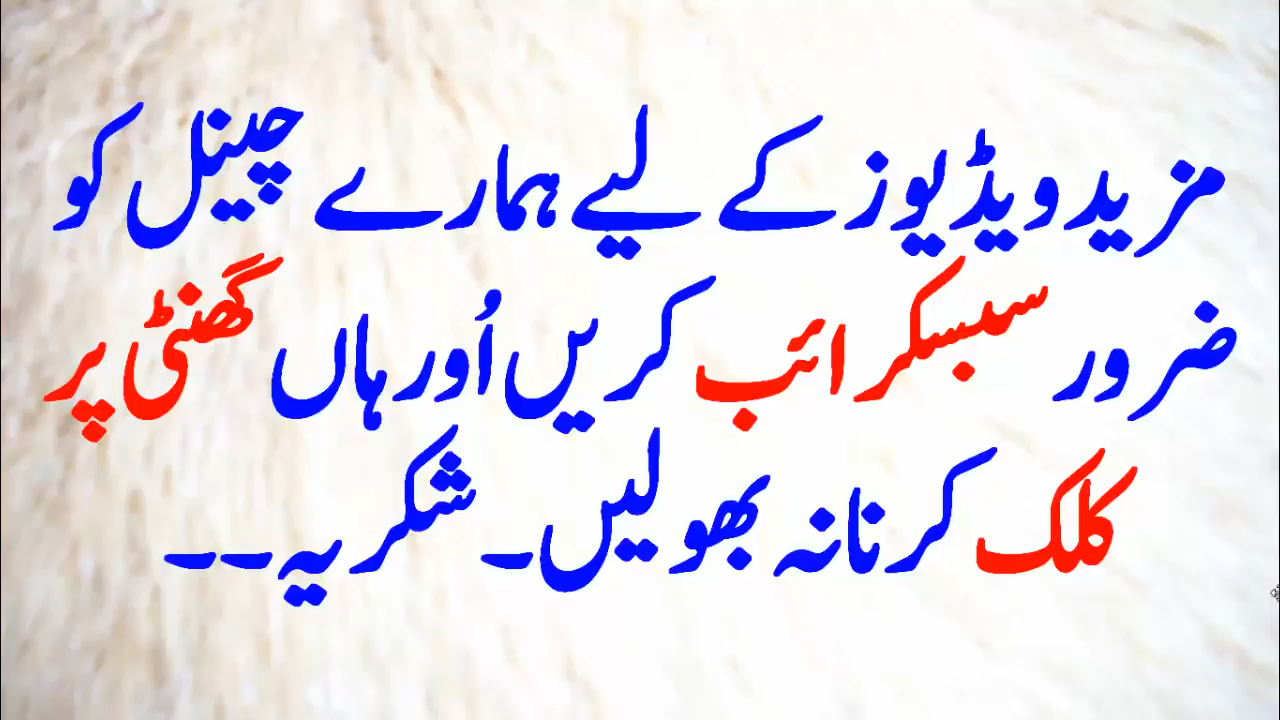 مزید ویڈیوز کے لیے ہمارے چینل کو
ضرور سبسکرائب کریں اُور ہاں گھنٹی پر
کلک کرنا نہ بھولیں۔ شکریہ۔۔